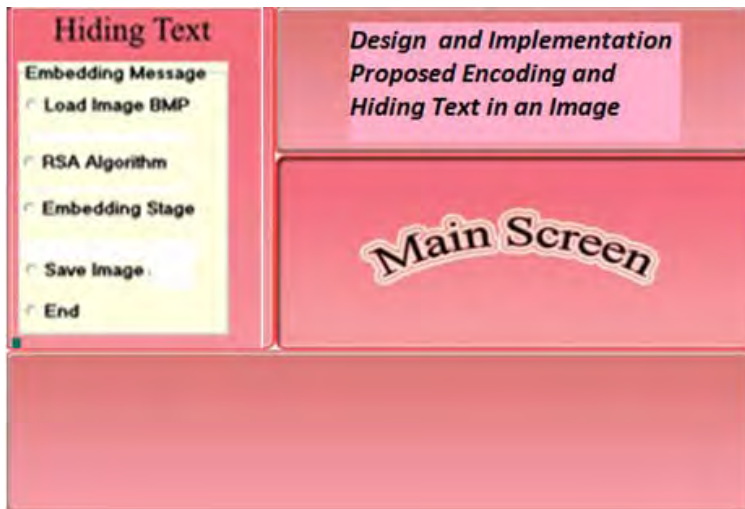 Hiding Text
Embedding Message
Load Image BMP
RSA Algorithm
Embedding Stage
Save Image
End
Design and Implementation
Proposed Encoding and
Hiding Text in an Image
Main Screen